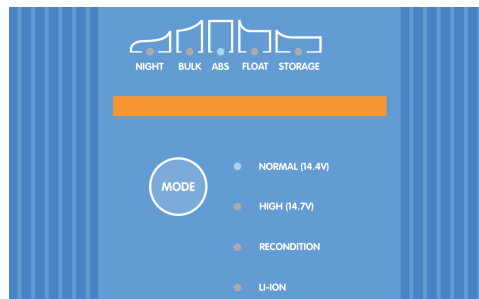 NIGHT BULK ABS FLOAT STORAGE
MODE
NORMAL (14.4V)
HIGH (14.7V)
RECONDITION
LI-ION